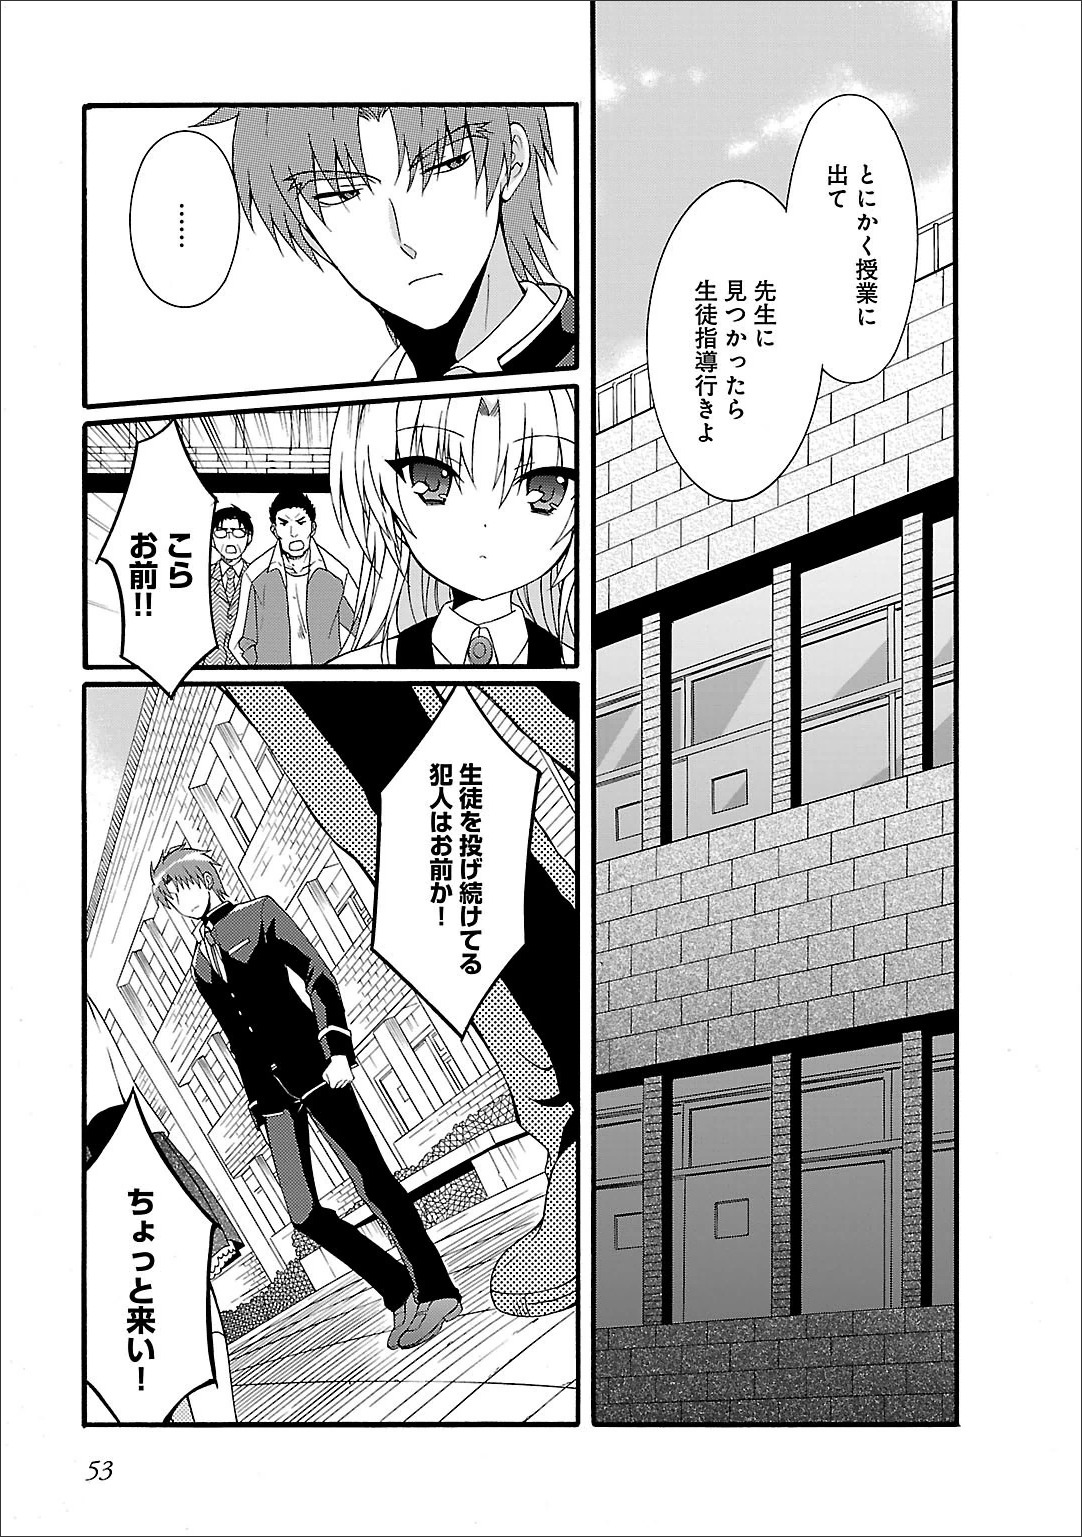 とにかく授業に
出て
先生に
見つかったら
生徒指導行きよ
……
こら
お前!!
生徒を投げ続けてる
犯人はお前か！
ちょっと来い！
53